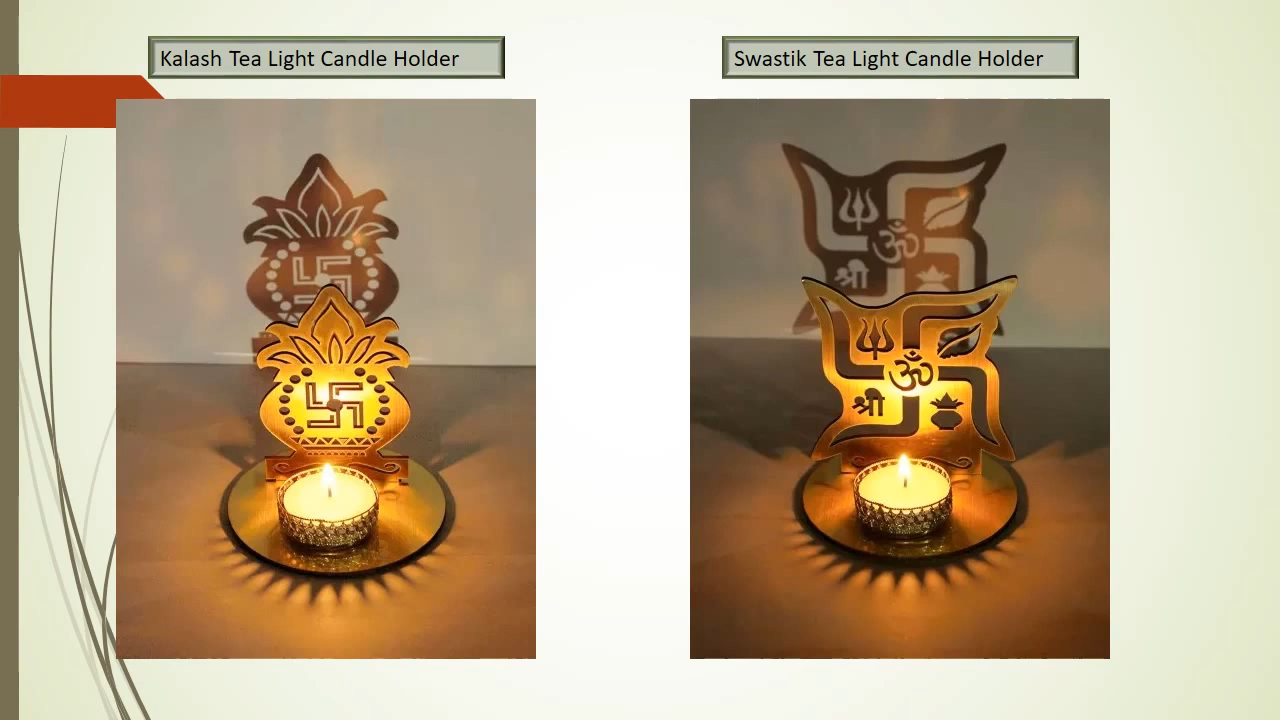 Kalash Tea Light Candle Holder
Swastik Tea Light Candle Holder
ॐ
श्री
ॐ
श्री